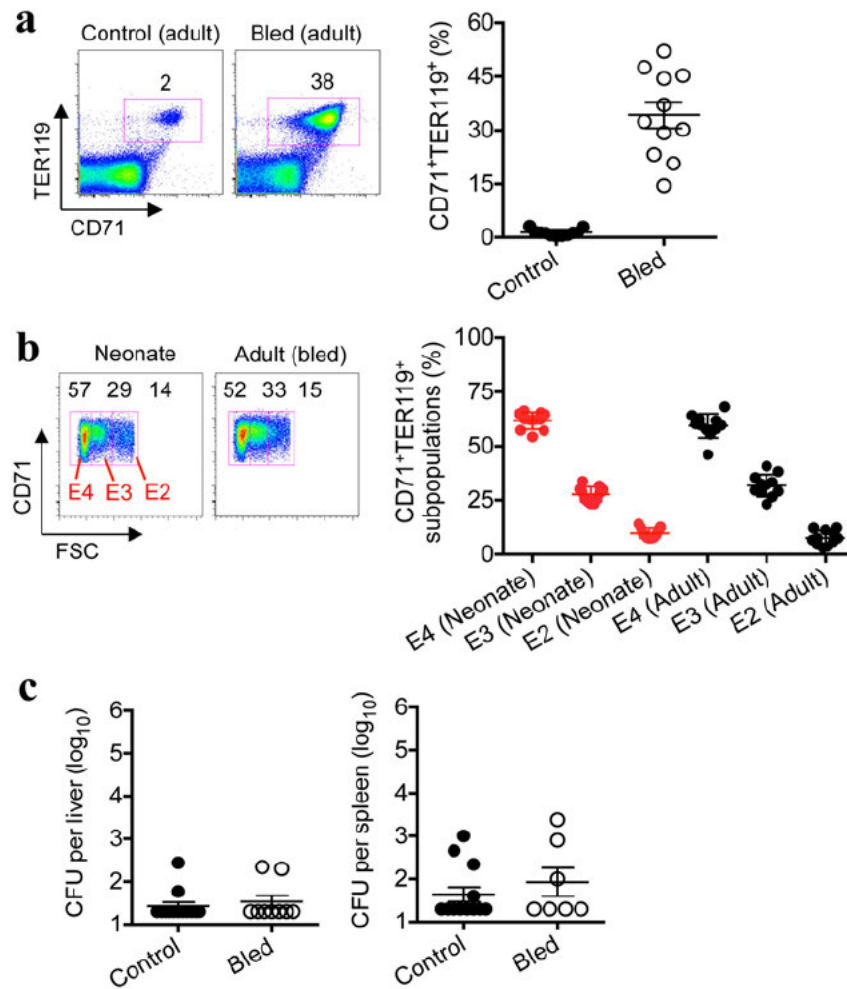 a
Control (adult)
Bled (adult)
2
38
TER119
CD71
CD71⁺TER119⁺ (%)
60
45
30
15
0
Control
Bled
b
Neonate
Adult (bled)
57 29 14
52 33 15
E4 E3 E2
CD71
FSC
CD71⁺TER119⁺
subpopulations (%)
100
75
50
25
0
E4 (Neonate)
E3 (Neonate)
E2 (Neonate)
E4 (Adult)
E3 (Adult)
E2 (Adult)
c
CFU per liver (log₁₀)
6
5
4
3
2
1
Control
Bled
CFU per spleen (log₁₀)
6
5
4
3
2
1
Control
Bled